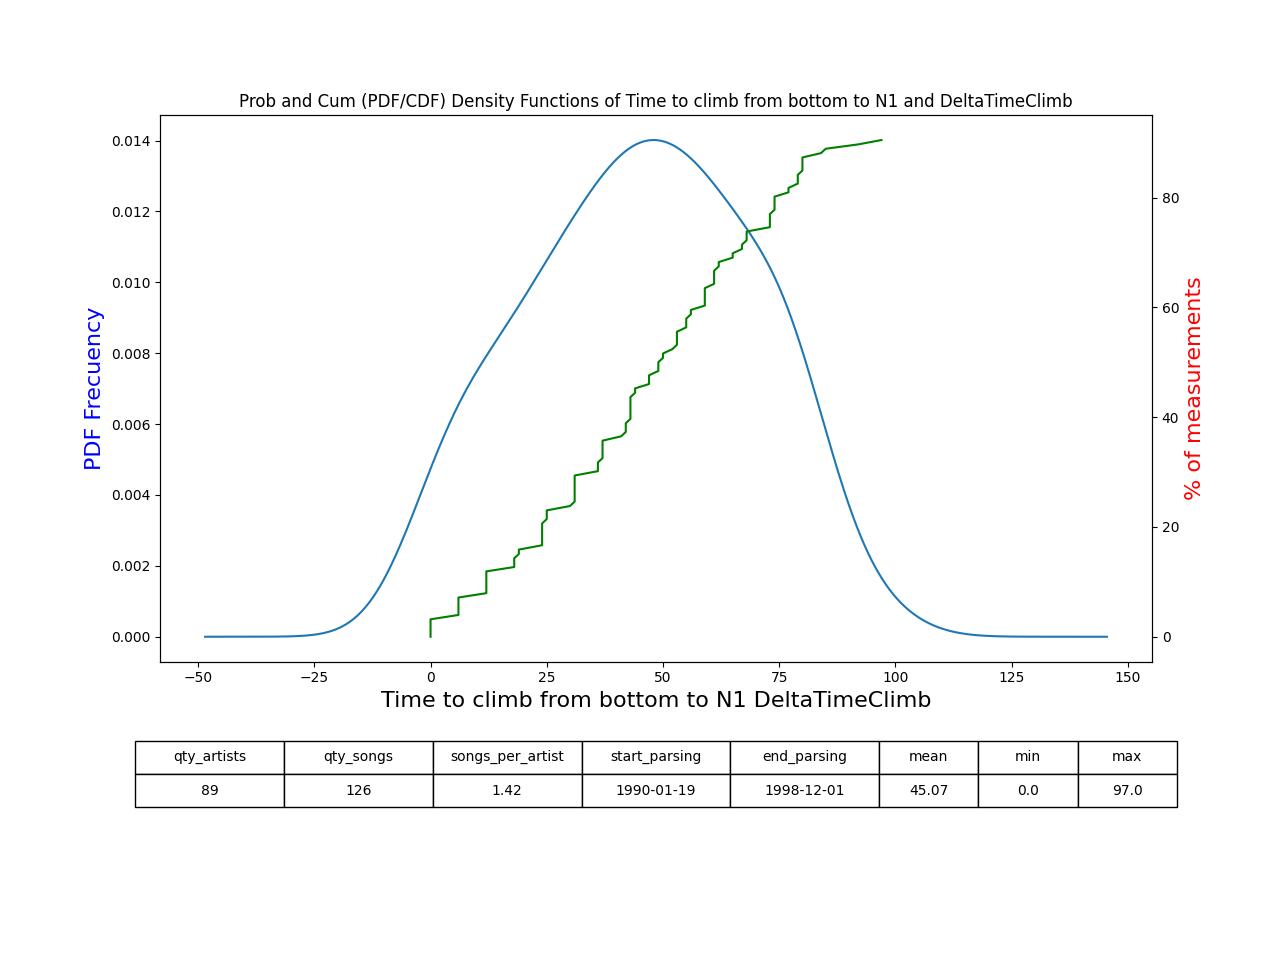 Prob and Cum (PDF/CDF) Density Functions of Time to climb from bottom to N1 and DeltaTimeClimb
0.014
0.012
0.010
0.008
0.006
0.004
0.002
0.000
PDF Frecuency
80
60
40
20
0
% of measurements
−50 −25 0 25 50 75 100 125 150
Time to climb from bottom to N1 DeltaTimeClimb
qty_artists qty_songs songs_per_artist start_parsing end_parsing mean min max
89 126 1.42 1990-01-19 1998-12-01 45.07 0.0 97.0